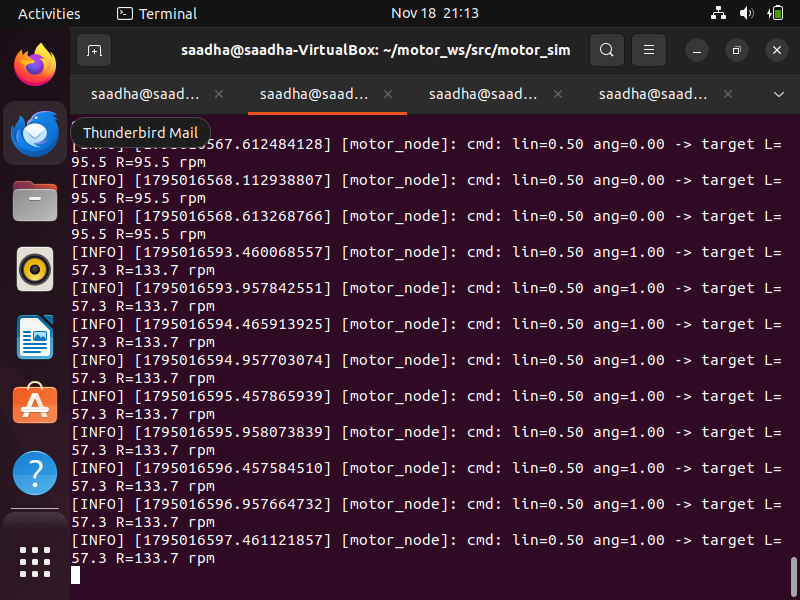 Activities
Terminal
Nov 18 21:13
saadha@saadha-VirtualBox: ~/motor_ws/src/motor_sim
saadha@saad...
saadha@saad...
saadha@saad...
saadha@saad...
Thunderbird Mail
567.612484128] [motor_node]: cmd: lin=0.50 ang=0.00 -> target L=
95.5 R=95.5 rpm
[INFO] [1795016568.112938807] [motor_node]: cmd: lin=0.50 ang=0.00 -> target L=
95.5 R=95.5 rpm
[INFO] [1795016568.613268766] [motor_node]: cmd: lin=0.50 ang=0.00 -> target L=
95.5 R=95.5 rpm
[INFO] [1795016593.460068557] [motor_node]: cmd: lin=0.50 ang=1.00 -> target L=
57.3 R=133.7 rpm
[INFO] [1795016593.957842551] [motor_node]: cmd: lin=0.50 ang=1.00 -> target L=
57.3 R=133.7 rpm
[INFO] [1795016594.465913925] [motor_node]: cmd: lin=0.50 ang=1.00 -> target L=
57.3 R=133.7 rpm
[INFO] [1795016594.957703074] [motor_node]: cmd: lin=0.50 ang=1.00 -> target L=
57.3 R=133.7 rpm
[INFO] [1795016595.457865939] [motor_node]: cmd: lin=0.50 ang=1.00 -> target L=
57.3 R=133.7 rpm
[INFO] [1795016595.958073839] [motor_node]: cmd: lin=0.50 ang=1.00 -> target L=
57.3 R=133.7 rpm
[INFO] [1795016596.457584510] [motor_node]: cmd: lin=0.50 ang=1.00 -> target L=
57.3 R=133.7 rpm
[INFO] [1795016596.957664732] [motor_node]: cmd: lin=0.50 ang=1.00 -> target L=
57.3 R=133.7 rpm
[INFO] [1795016597.461121857] [motor_node]: cmd: lin=0.50 ang=1.00 -> target L=
57.3 R=133.7 rpm